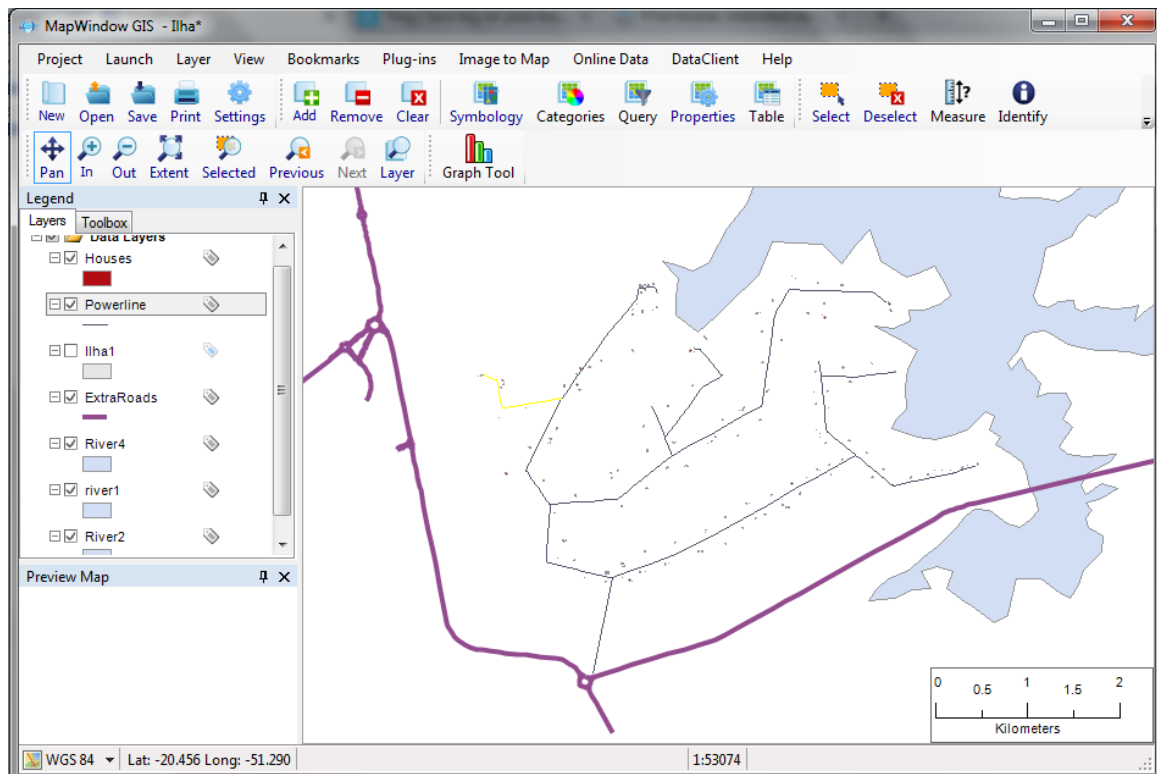 MapWindow GIS - Ilha*
Project Launch Layer View Bookmarks Plug-ins Image to Map Online Data DataClient Help
New Open Save Print Settings Add Remove Clear Symbology Categories Query Properties Table Select Deselect Measure Identify
Pan In Out Extent Selected Previous Next Layer Graph Tool
Legend
Layers Toolbox
Data Layers
Houses
Powerline
Ilha1
ExtraRoads
River4
river1
River2
Preview Map
0 0.5 1 1.5 2
Kilometers
WGS 84 Lat: -20.456 Long: -51.290 1:53074